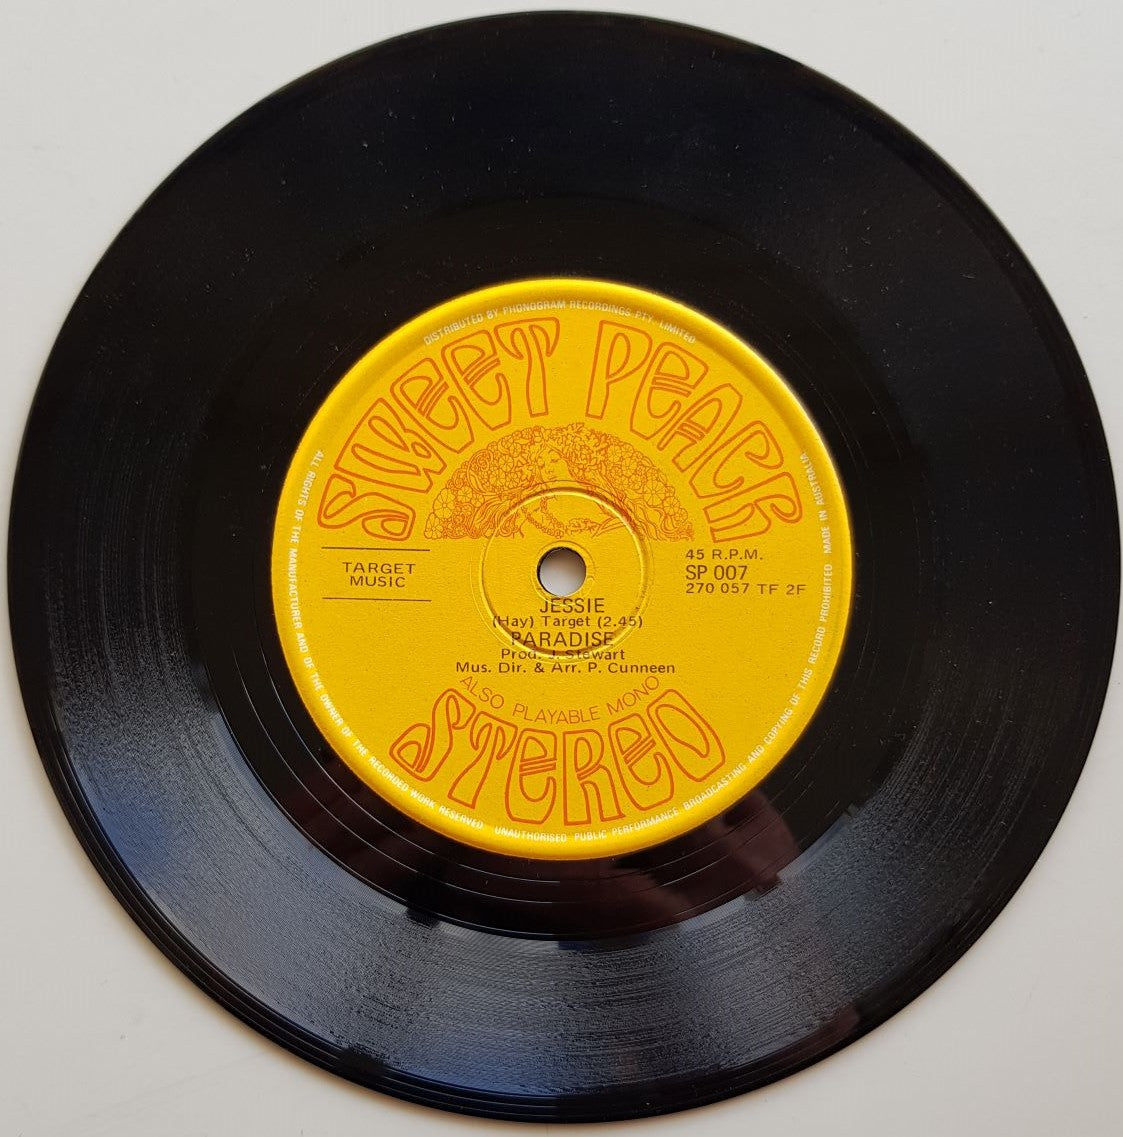 DISTRIBUTED BY PHONOGRAM RECORDINGS PTY. LIMITED
SWEET PEACH
TARGET
MUSIC
45 R.P.M.
SP 007
270 057 TF 2F
JESSIE
(Hay) Target (2.45)
PARADISE
Prod. J. Stewart
Mus. Dir. & Arr. P. Cunneen
ALSO PLAYABLE MONO
STEREO
ALL RIGHTS OF THE MANUFACTURER AND OF THE OWNER OF THE RECORDED WORK RESERVED
UNAUTHORISED PUBLIC PERFORMANCE BROADCASTING AND COPYING OF THIS RECORD PROHIBITED
MADE IN AUSTRALIA